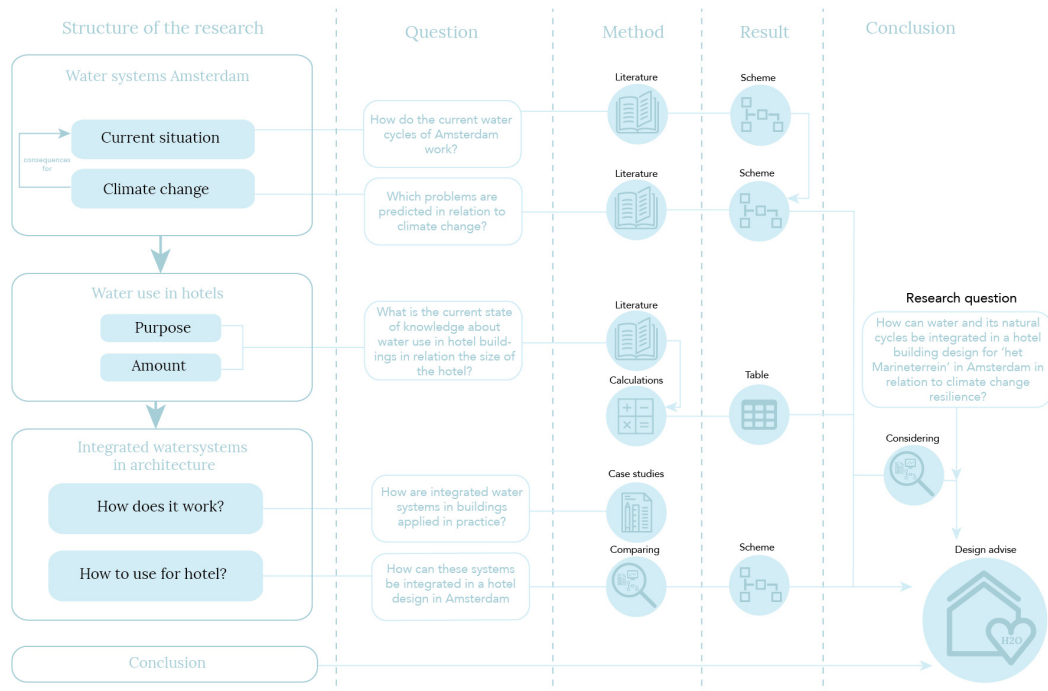 Structure of the research
Question
Method
Result
Conclusion
Water systems Amsterdam
Current situation
consequences
for
Climate change
How do the current water
cycles of Amsterdam
work?
Literature
Scheme
Which problems are
predicted in relation to
climate change?
Literature
Scheme
Water use in hotels
Purpose
Amount
What is the current state
of knowledge about
water use in hotel build-
ings in relation the size of
the hotel?
Literature
Calculations
Table
Research question
How can water and its natural
cycles be integrated in a hotel
building design for 'het
Marineterrein' in Amsterdam in
relation to climate change
resilience?
Considering
Integrated watersystems
in architecture
How does it work?
How to use for hotel?
How are integrated water
systems in buildings
applied in practice?
Case studies
How can these systems
be integrated in a hotel
design in Amsterdam
Comparing
Scheme
Design advise
H2O
Conclusion